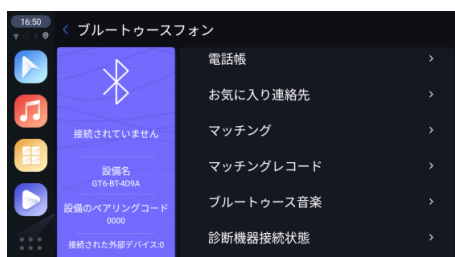 16:50
ブルートゥースフォン
接続されていません
設備名
GT6-BT-4D9A
設備のペアリングコード
0000
接続された外部デバイス:0
電話帳
お気に入り連絡先
マッチング
マッチングレコード
ブルートゥース音楽
診断機器接続状態